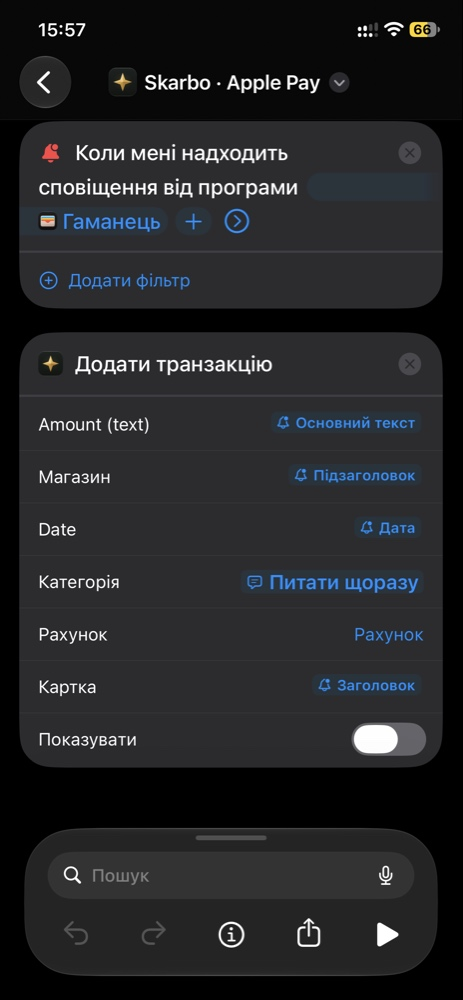 15:57
66
Skarbo · Apple Pay
Коли мені надходить
сповіщення від програми
Гаманець
Додати фільтр
Додати транзакцію
Amount (text) Основний текст
Магазин Підзаголовок
Date Дата
Категорія Питати щоразу
Рахунок Рахунок
Картка Заголовок
Показувати
Пошук